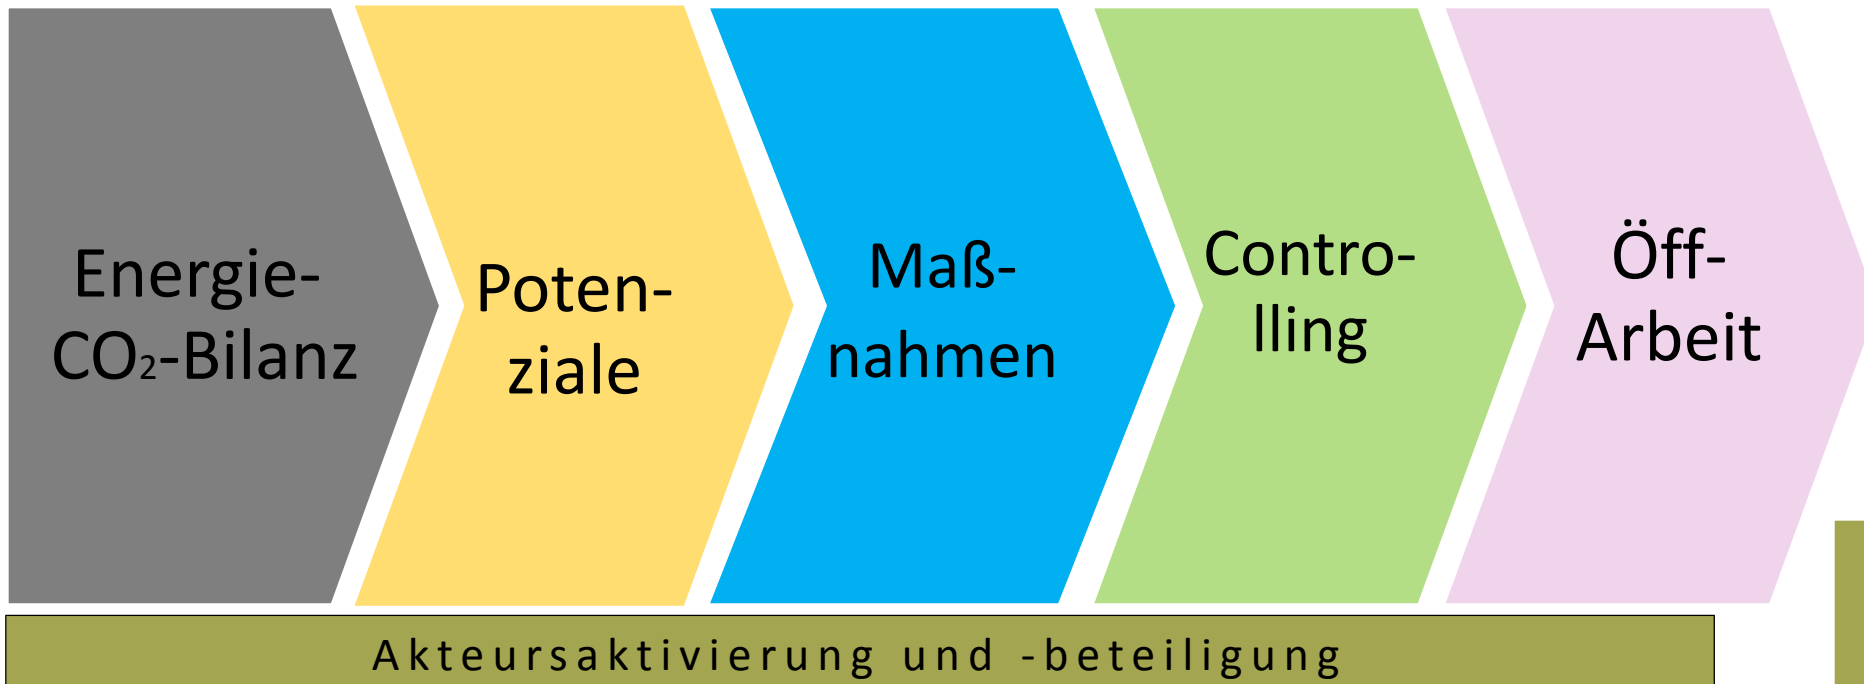 Energie-
CO₂-Bilanz
Poten-
ziale
Maß-
nahmen
Contro-
lling
Öff-
Arbeit
Akteursaktivierung und -beteiligung